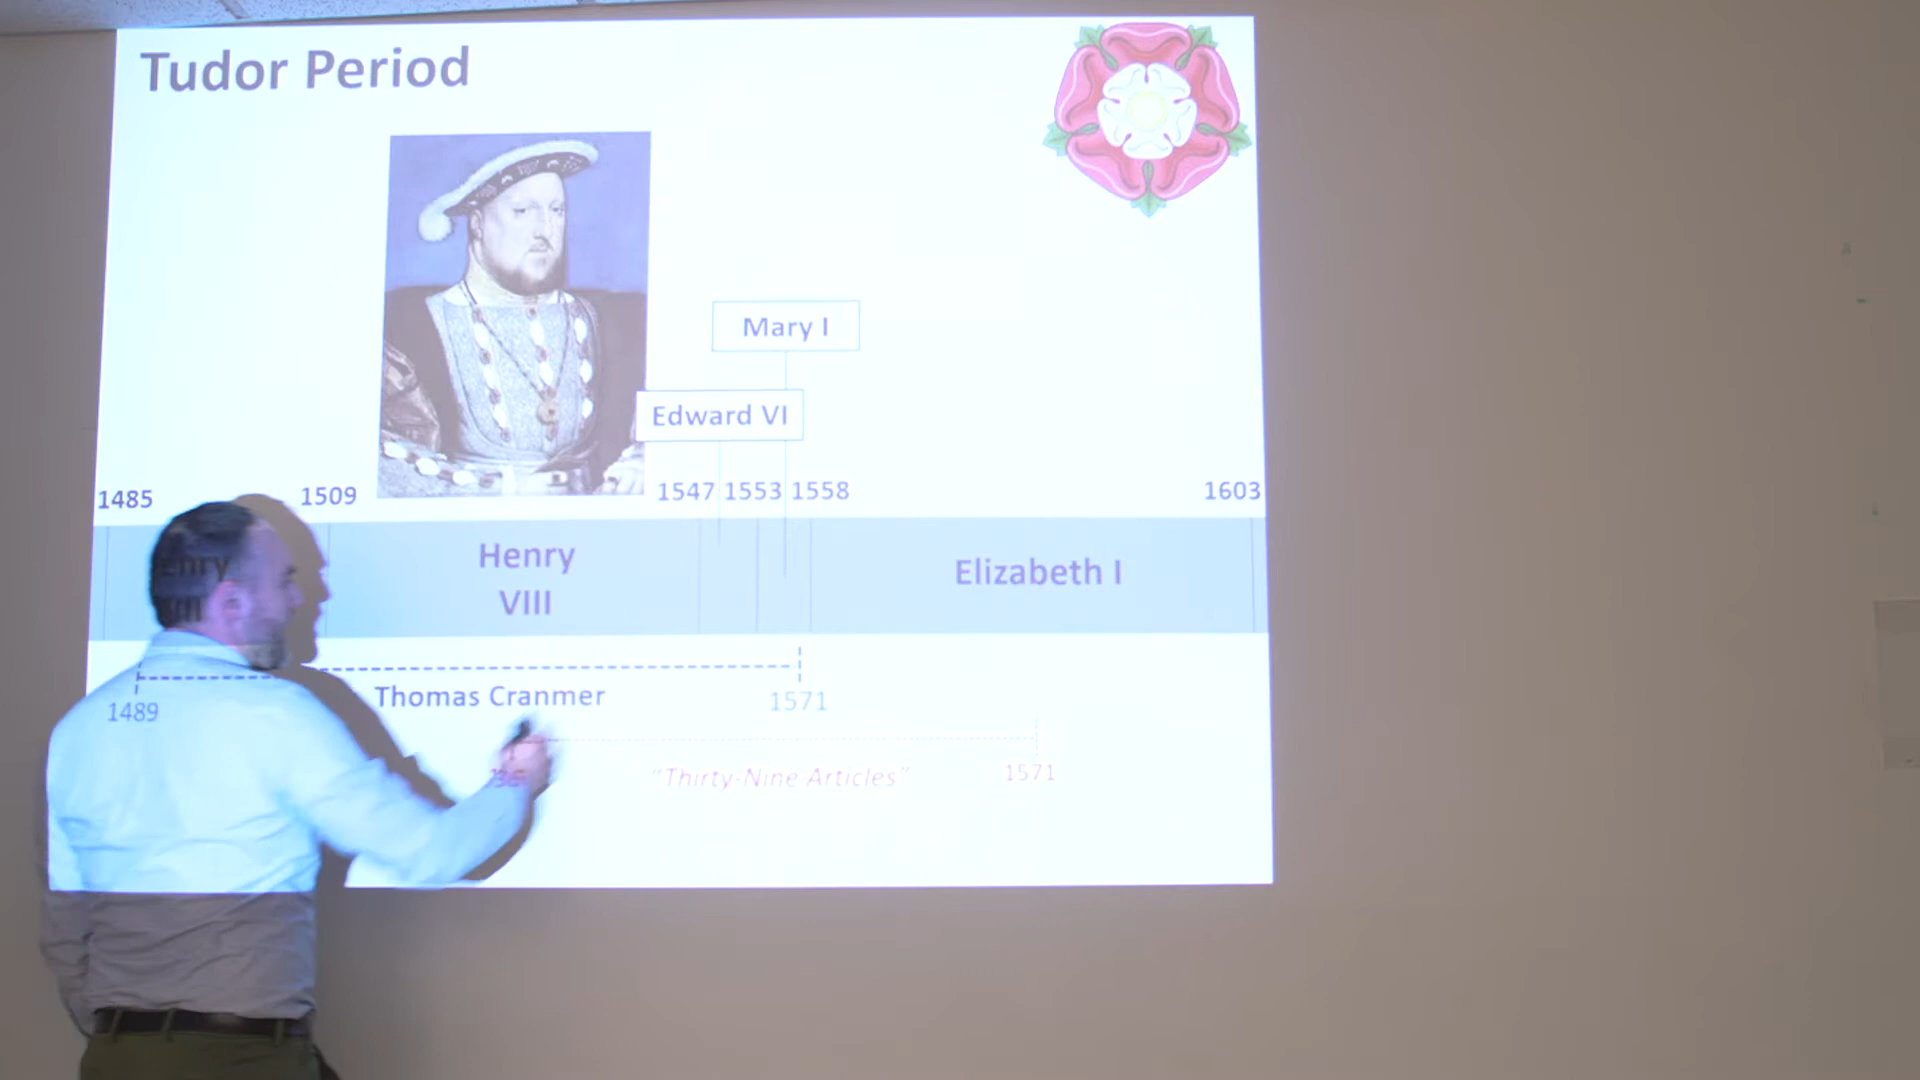 Tudor Period
Mary I
Edward VI
1485
1509
1547
1553
1558
1603
Henry
VIII
Elizabeth I
Thomas Cranmer
1489
1571
"Thirty-Nine Articles"
1571